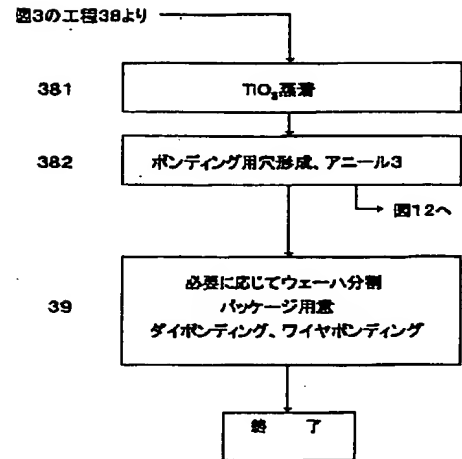 図3の工程38より
381
TiO₂蒸着
382
ボンディング用穴形成、アニール3
図12へ
39
必要に応じてウェーハ分割
パッケージ用意
ダイボンディング、ワイヤボンディング
終 了